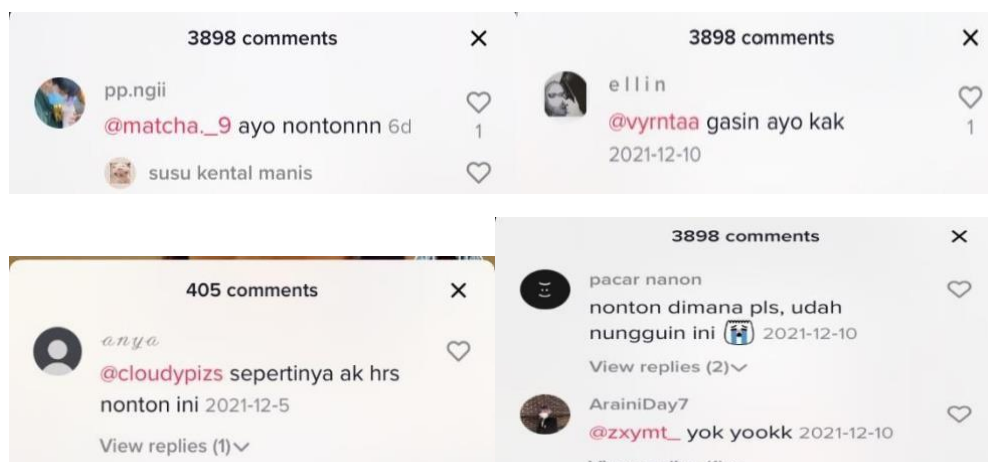 3898 comments
pp.ngii
@matcha._9 ayo nontonnn 6d
1
susu kental manis
3898 comments
e l l i n
@vyrntaa gasin ayo kak
1
2021-12-10
405 comments
anya
@cloudypizs sepertinya ak hrs
nonton ini 2021-12-5
View replies (1)
3898 comments
pacar nanon
nonton dimana pls, udah
nungguin ini 😭 2021-12-10
View replies (2)
ArainiDay7
@zxymt_ yok yookk 2021-12-10